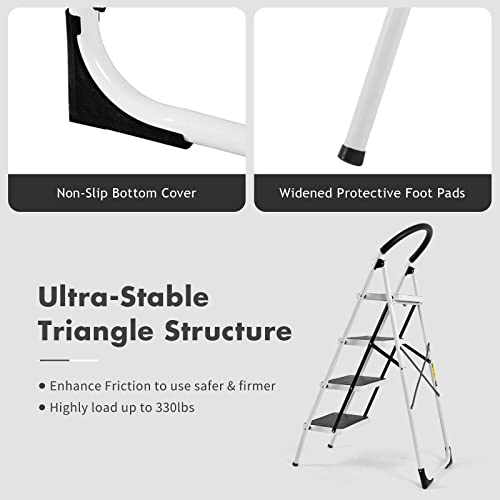 Non-Slip Bottom Cover
Widened Protective Foot Pads
Ultra-Stable
Triangle Structure
● Enhance Friction to use safer & firmer
● Highly load up to 330lbs